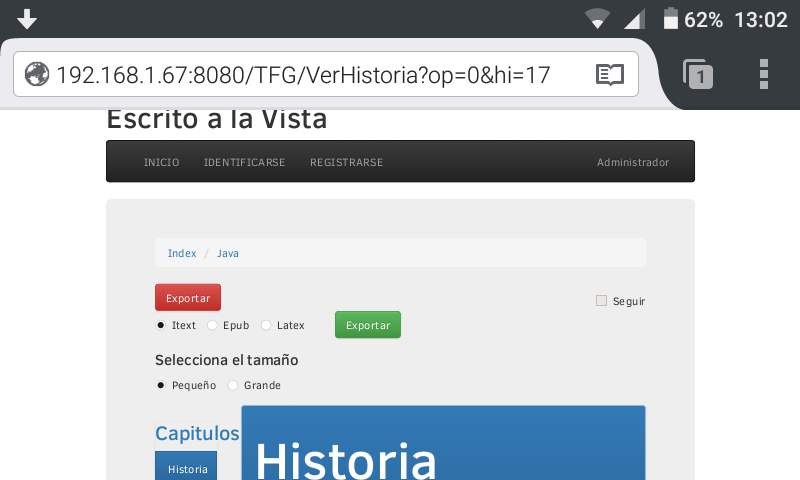 62% 13:02
192.168.1.67:8080/TFG/VerHistoria?op=0&hi=17
1
Escrito a la Vista
INICIO IDENTIFICARSE REGISTRARSE Administrador
Index / Java
Exportar
Seguir
Itext Epub Latex Exportar
Selecciona el tamaño
Pequeño Grande
Capitulos
Historia
Historia